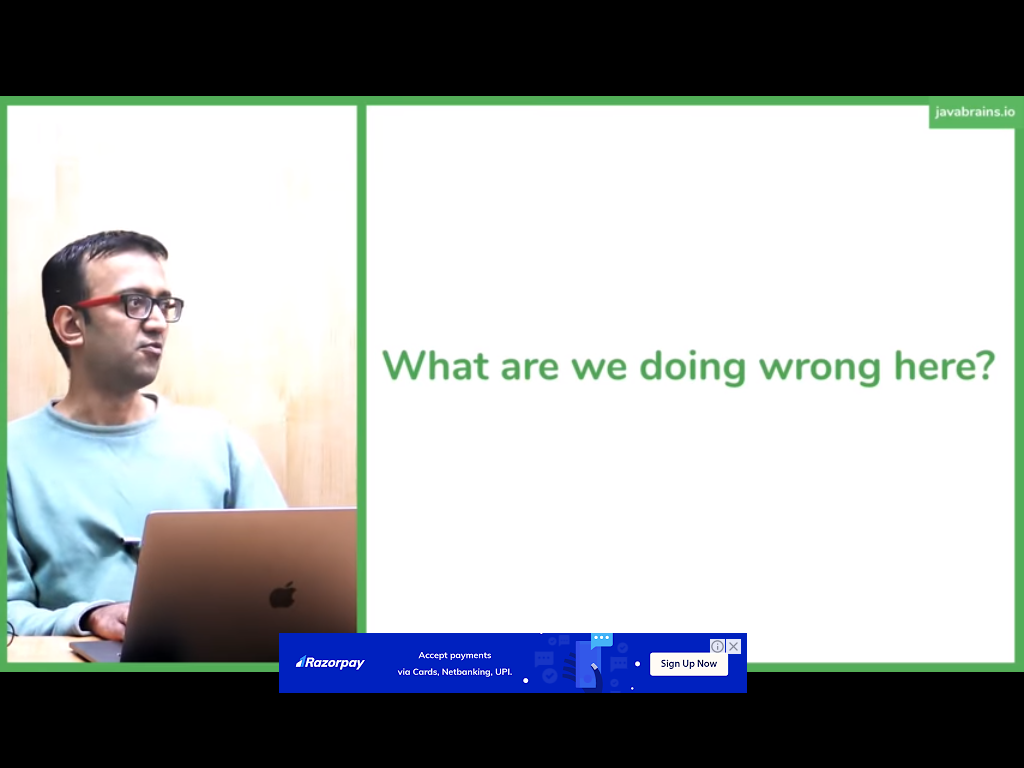 javabrains.io
What are we doing wrong here?
Razorpay
Accept payments
via Cards, Netbanking, UPI.
Sign Up Now